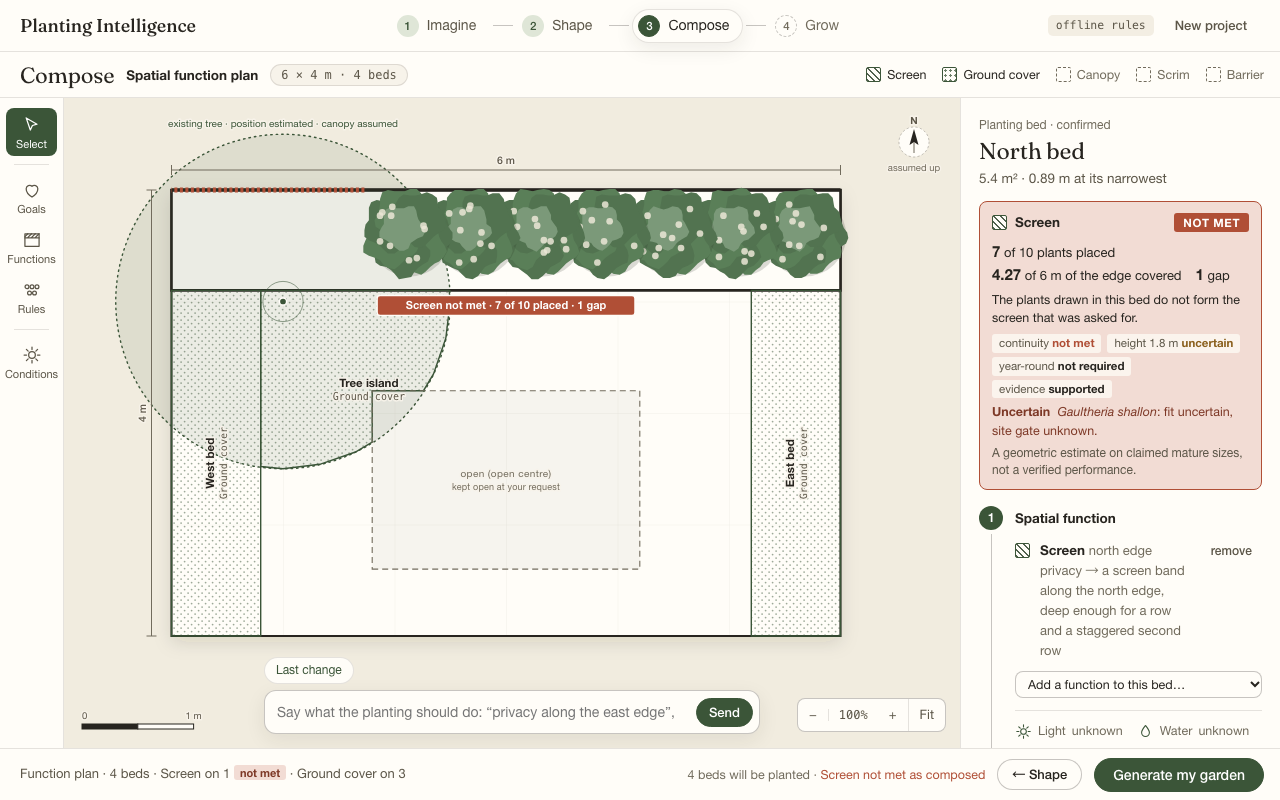 Planting Intelligence
1 Imagine
2 Shape
3 Compose
4 Grow
offline rules
New project
Compose Spatial function plan 6 × 4 m · 4 beds
Screen
Ground cover
Canopy
Scrim
Barrier
Select
Goals
Functions
Rules
Conditions
existing tree · position estimated · canopy assumed
6 m
N
assumed up
4 m
Screen not met · 7 of 10 placed · 1 gap
Tree island
Ground cover
West bed
Ground cover
East bed
Ground cover
open (open centre)
kept open at your request
Last change
Say what the planting should do: “privacy along the east edge”,
Send
0 1 m
− 100% + Fit
Planting bed · confirmed
North bed
5.4 m² · 0.89 m at its narrowest
Screen NOT MET
7 of 10 plants placed
4.27 of 6 m of the edge covered 1 gap
The plants drawn in this bed do not form the
screen that was asked for.
continuity not met height 1.8 m uncertain
year-round not required
evidence supported
Uncertain Gaultheria shallon: fit uncertain,
site gate unknown.
A geometric estimate on claimed mature sizes,
not a verified performance.
1 Spatial function
Screen north edge remove
privacy → a screen band
along the north edge,
deep enough for a row
and a staggered second
row
Add a function to this bed…
Light unknown Water unknown
Function plan · 4 beds · Screen on 1 not met · Ground cover on 3
4 beds will be planted · Screen not met as composed
← Shape
Generate my garden